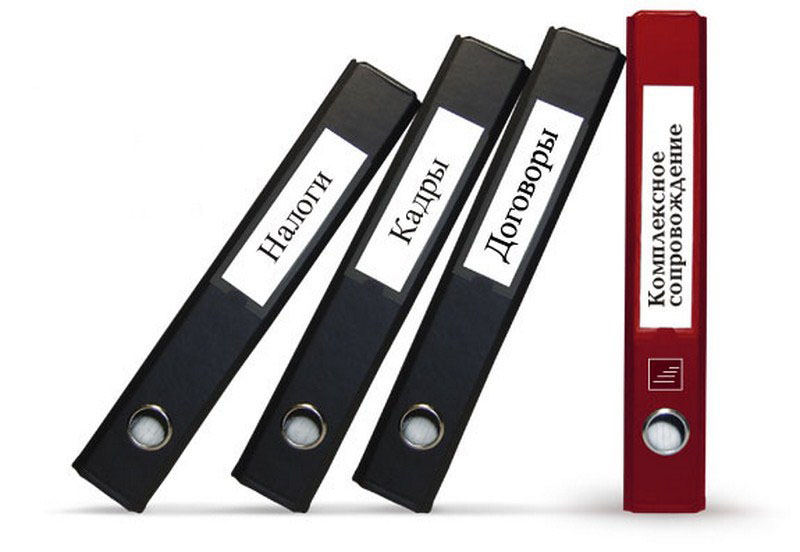 Налоги
Кадры
Договоры
Комплексное
сопровождение